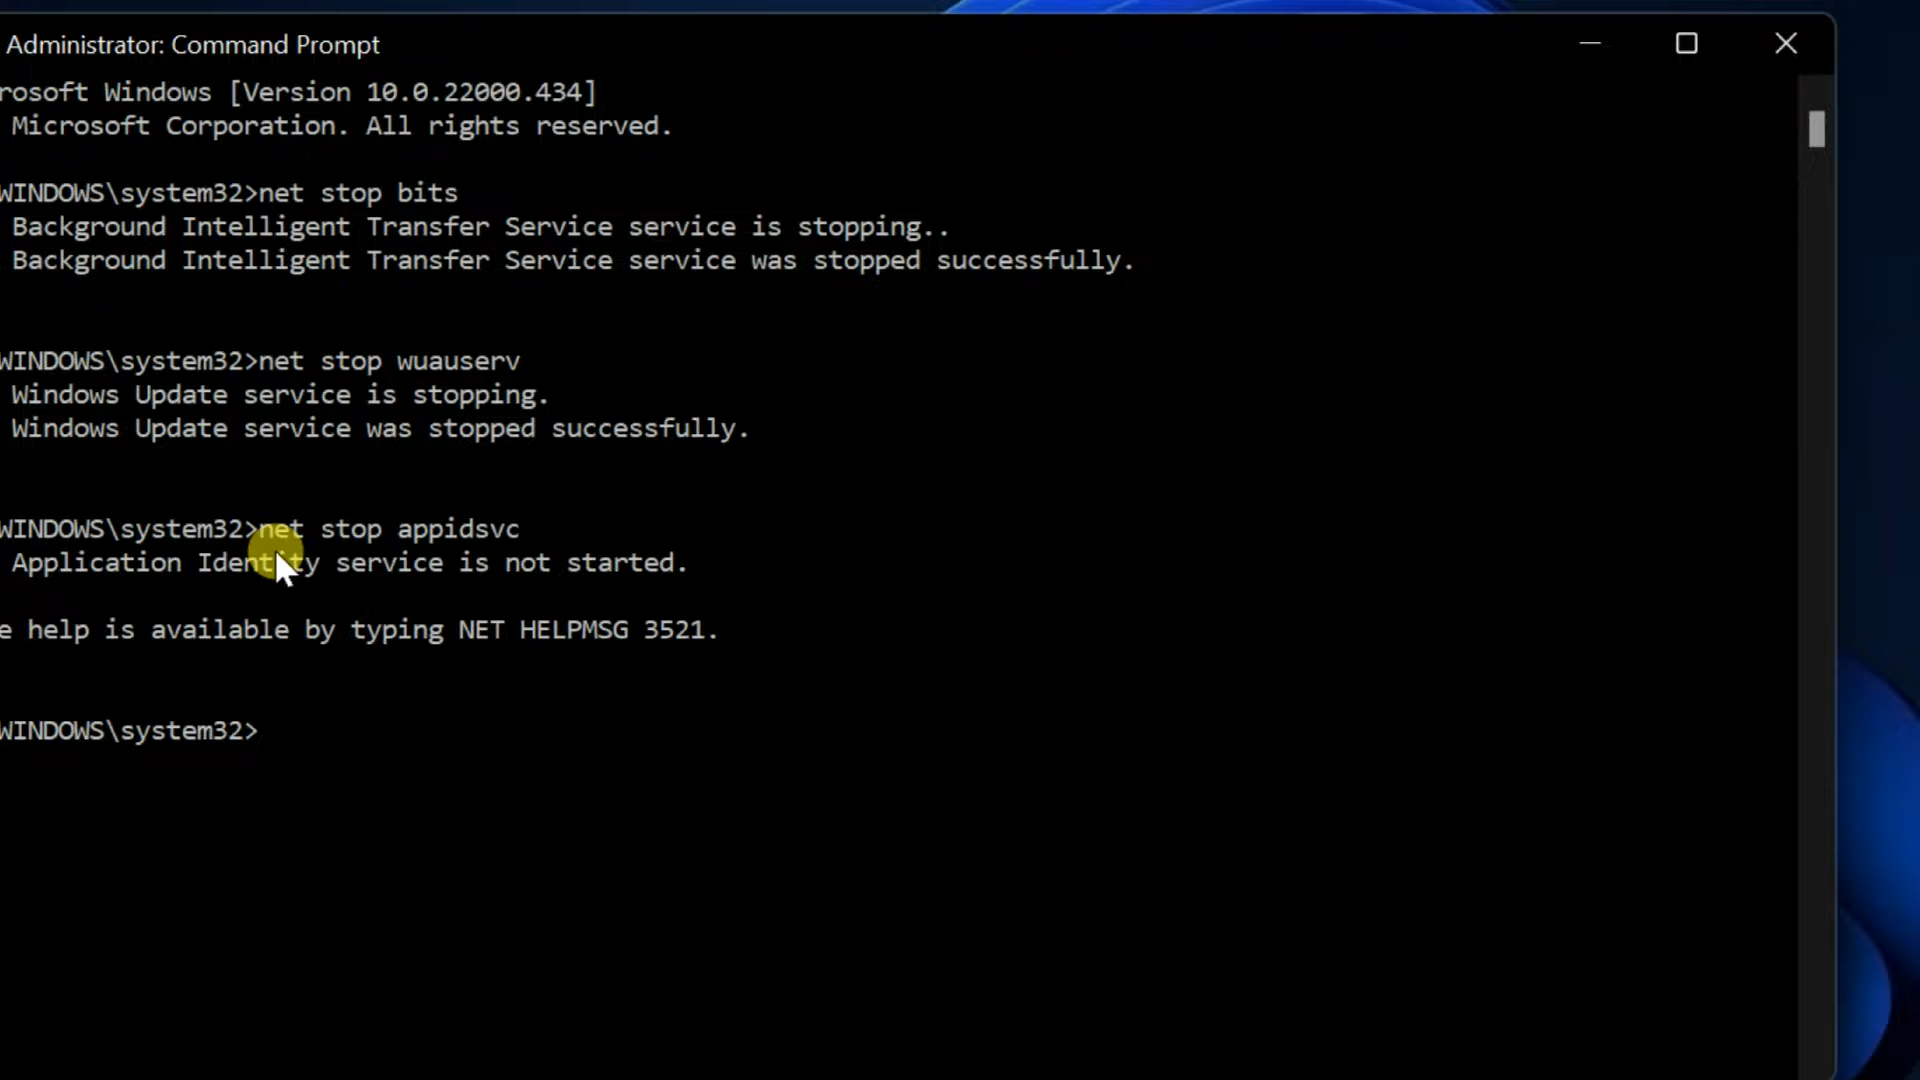 Administrator: Command Prompt
rosoft Windows [Version 10.0.22000.434]
Microsoft Corporation. All rights reserved.
WINDOWS\system32>net stop bits
Background Intelligent Transfer Service service is stopping..
Background Intelligent Transfer Service service was stopped successfully.
WINDOWS\system32>net stop wuauserv
Windows Update service is stopping.
Windows Update service was stopped successfully.
WINDOWS\system32>net stop appidsvc
Application Identity service is not started.
e help is available by typing NET HELPMSG 3521.
WINDOWS\system32>